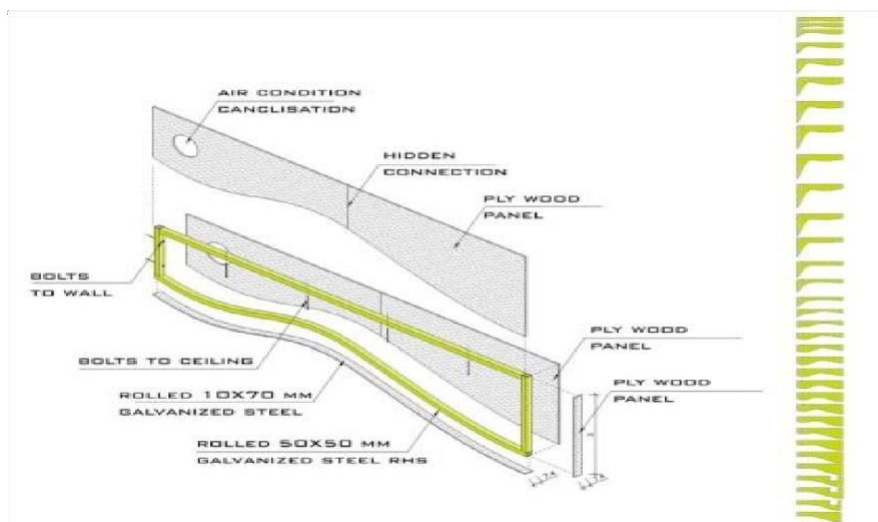 AIR CONDITION
CANCLISATION
HIDDEN
CONNECTION
PLY WOOD
PANEL
BOLTS
TO WALL
PLY WOOD
PANEL
BOLTS TO CEILING
PLY WOOD
PANEL
ROLLED 10X70 MM
GALVANIZED STEEL
ROLLED 50X50 MM
GALVANIZED STEEL RHS